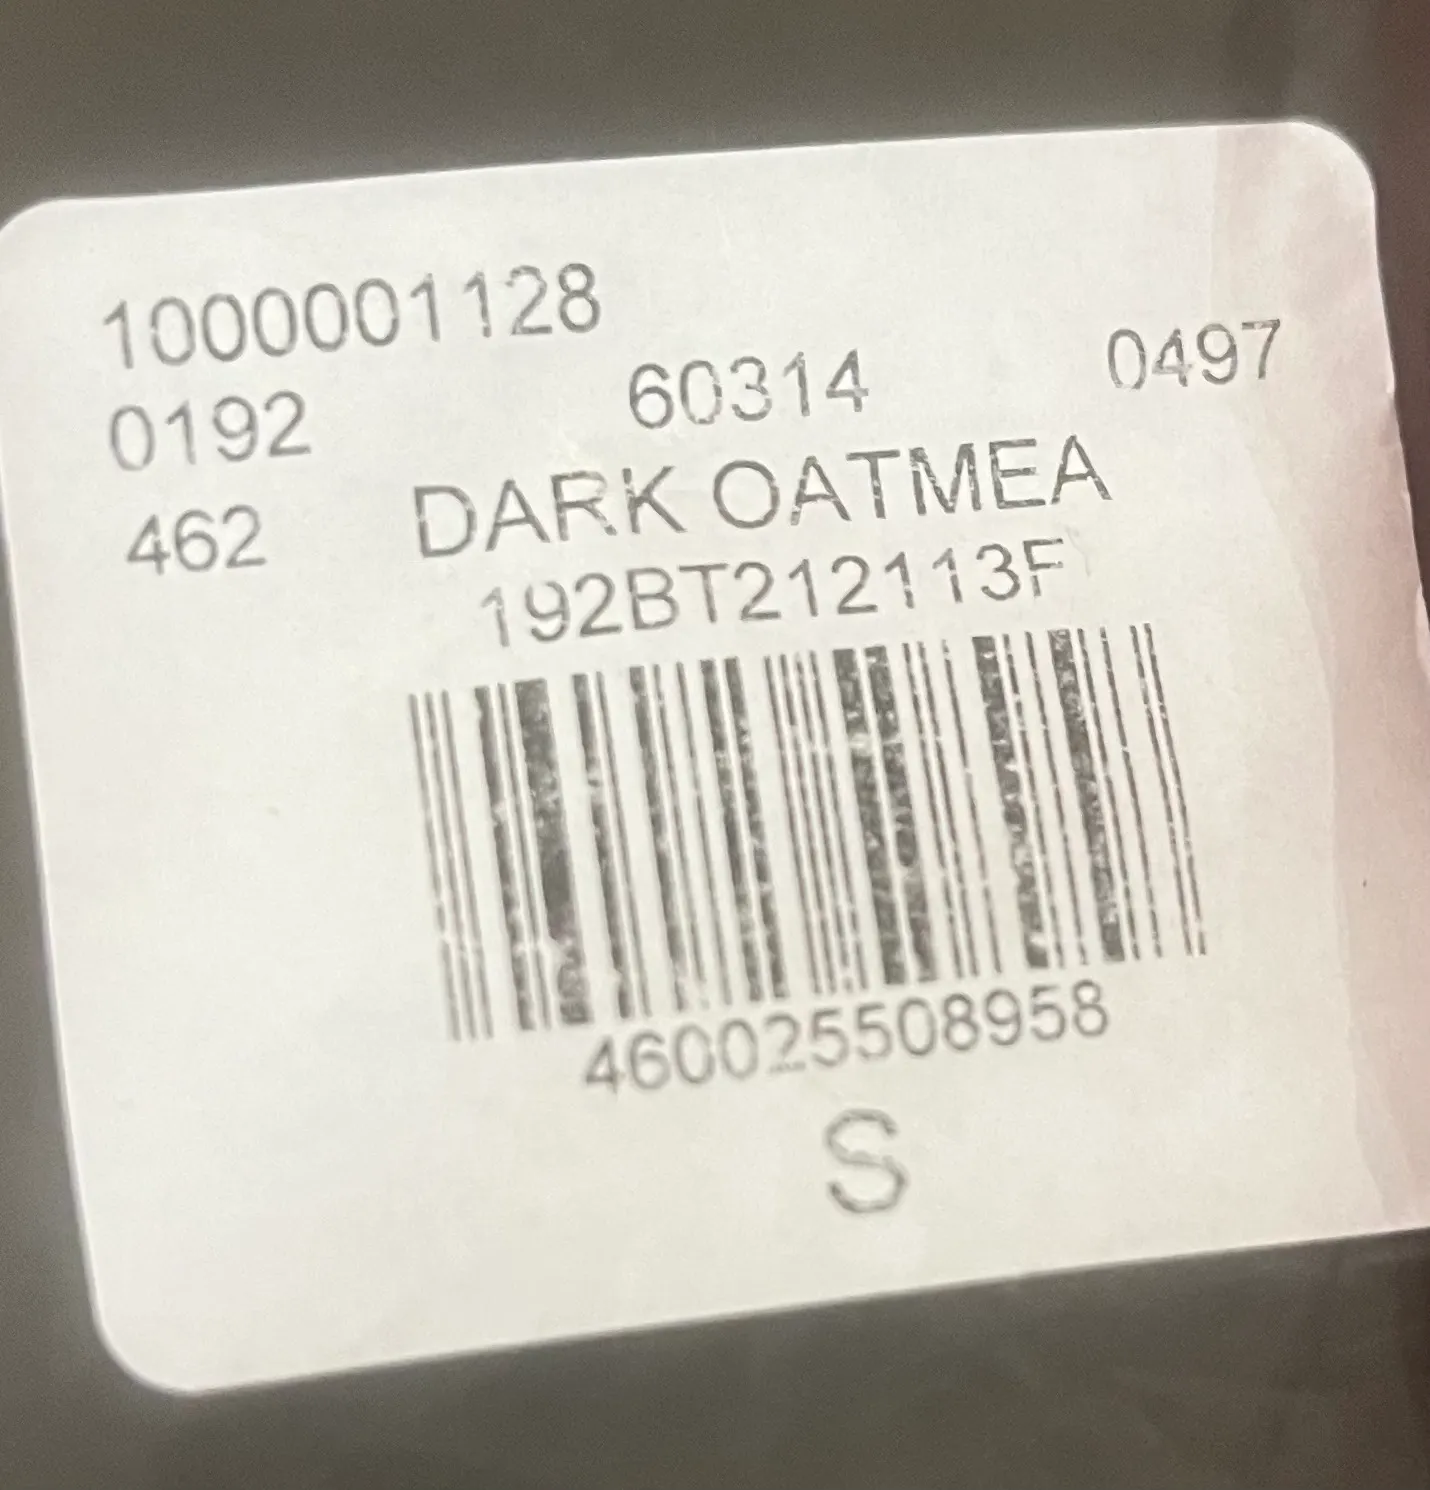 1000001128
0192 60314 0497
462 DARK OATMEA
192BT212113F
460025508958
S